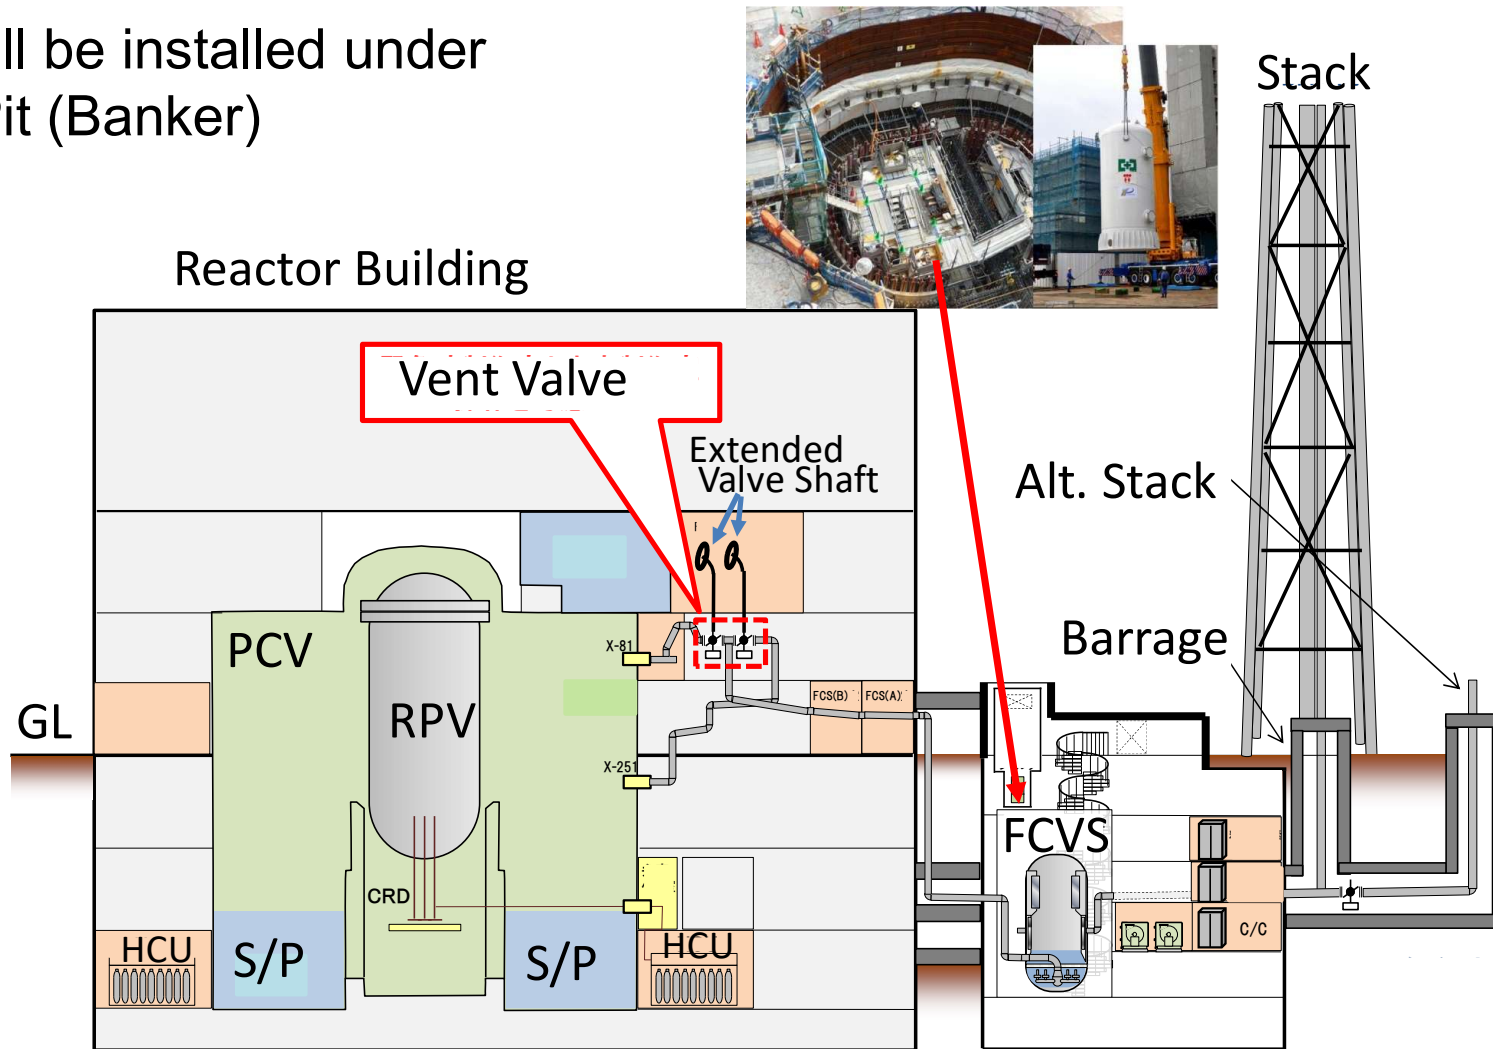 ll be installed under
it (Banker)
Stack
Reactor Building
Vent Valve
Extended
Valve Shaft
Alt. Stack
PCV
X-81
Barrage
RPV
FCS(B)
FCS(A)
GL
X-251
FCVS
CRD
HCU
S/P
S/P
HCU
C/C